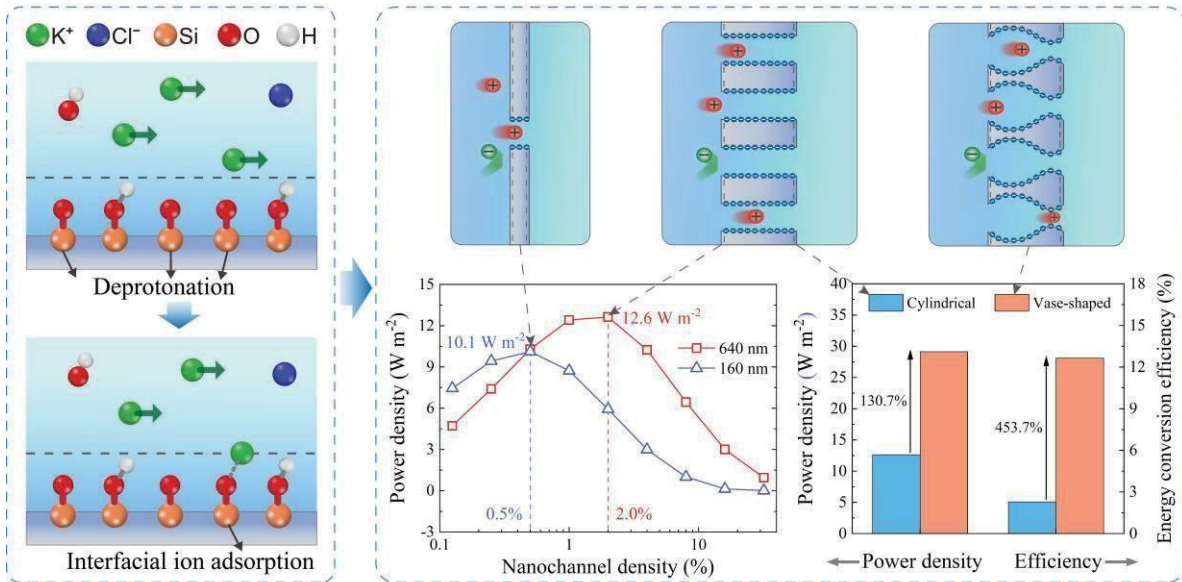 K⁺ Cl⁻ Si O H
Deprotonation
Interfacial ion adsorption
Power density (W m⁻²)
15
12
9
6
3
0
-3
10.1 W m⁻²
12.6 W m⁻²
640 nm
160 nm
0.5%
2.0%
0.1 1 10
Nanochannel density (%)
Power density (W m⁻²)
40
35
30
25
20
15
10
5
0
Cylindrical Vase-shaped
130.7%
453.7%
18
15
12
9
6
3
0
Energy conversion efficiency (%)
Power density Efficiency